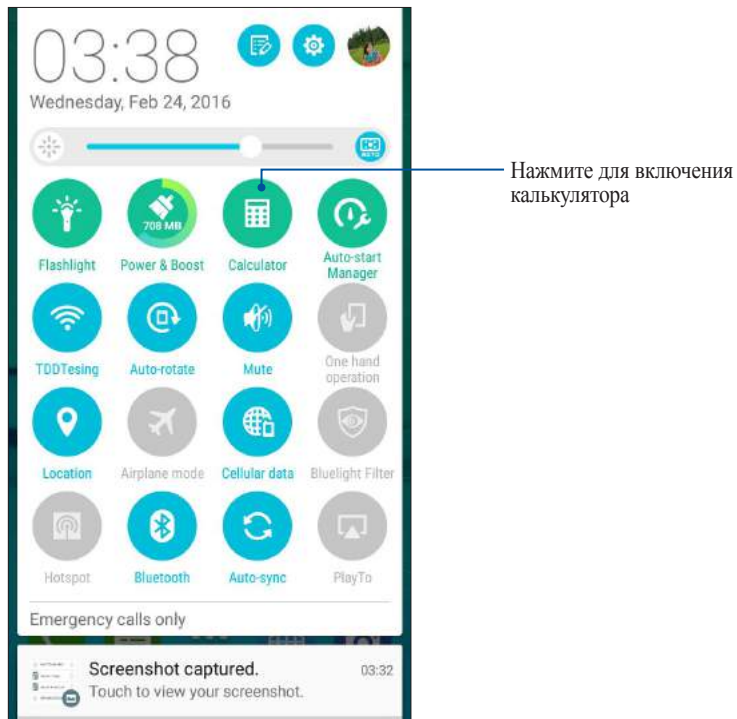 03:38
Wednesday, Feb 24, 2016
AUTO
Нажмите для включения
калькулятора
708 MB
Flashlight Power & Boost Calculator Auto-start
Manager
TDDTesing Auto-rotate Mute One hand
operation
Location Airplane mode Cellular data Bluelight Filter
Hotspot Bluetooth Auto-sync PlayTo
Emergency calls only
Screenshot captured. 03:32
Touch to view your screenshot.